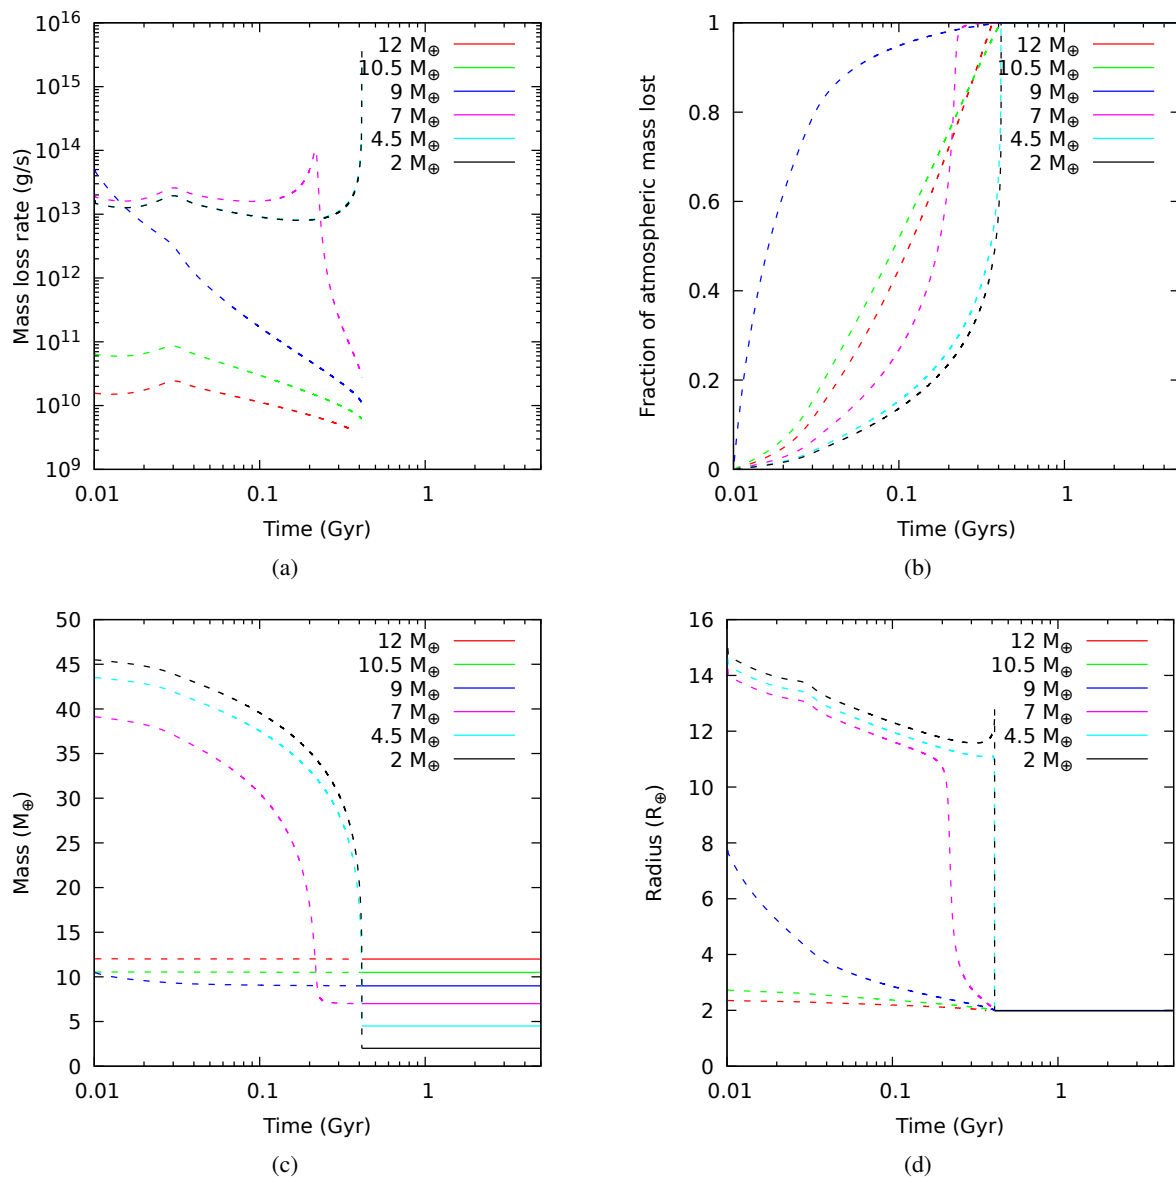 10^16
10^15
10^14
10^13
10^12
10^11
10^10
10^9
Mass loss rate (g/s)
12 M⊕
10.5 M⊕
9 M⊕
7 M⊕
4.5 M⊕
2 M⊕
0.01 0.1 1
Time (Gyr)
(a)
1
0.8
0.6
0.4
0.2
0
Fraction of atmospheric mass lost
12 M⊕
10.5 M⊕
9 M⊕
7 M⊕
4.5 M⊕
2 M⊕
0.01 0.1 1
Time (Gyrs)
(b)
50
45
40
35
30
25
20
15
10
5
0
Mass (M⊕)
12 M⊕
10.5 M⊕
9 M⊕
7 M⊕
4.5 M⊕
2 M⊕
0.01 0.1 1
Time (Gyr)
(c)
16
14
12
10
8
6
4
2
0
Radius (R⊕)
12 M⊕
10.5 M⊕
9 M⊕
7 M⊕
4.5 M⊕
2 M⊕
0.01 0.1 1
Time (Gyr)
(d)